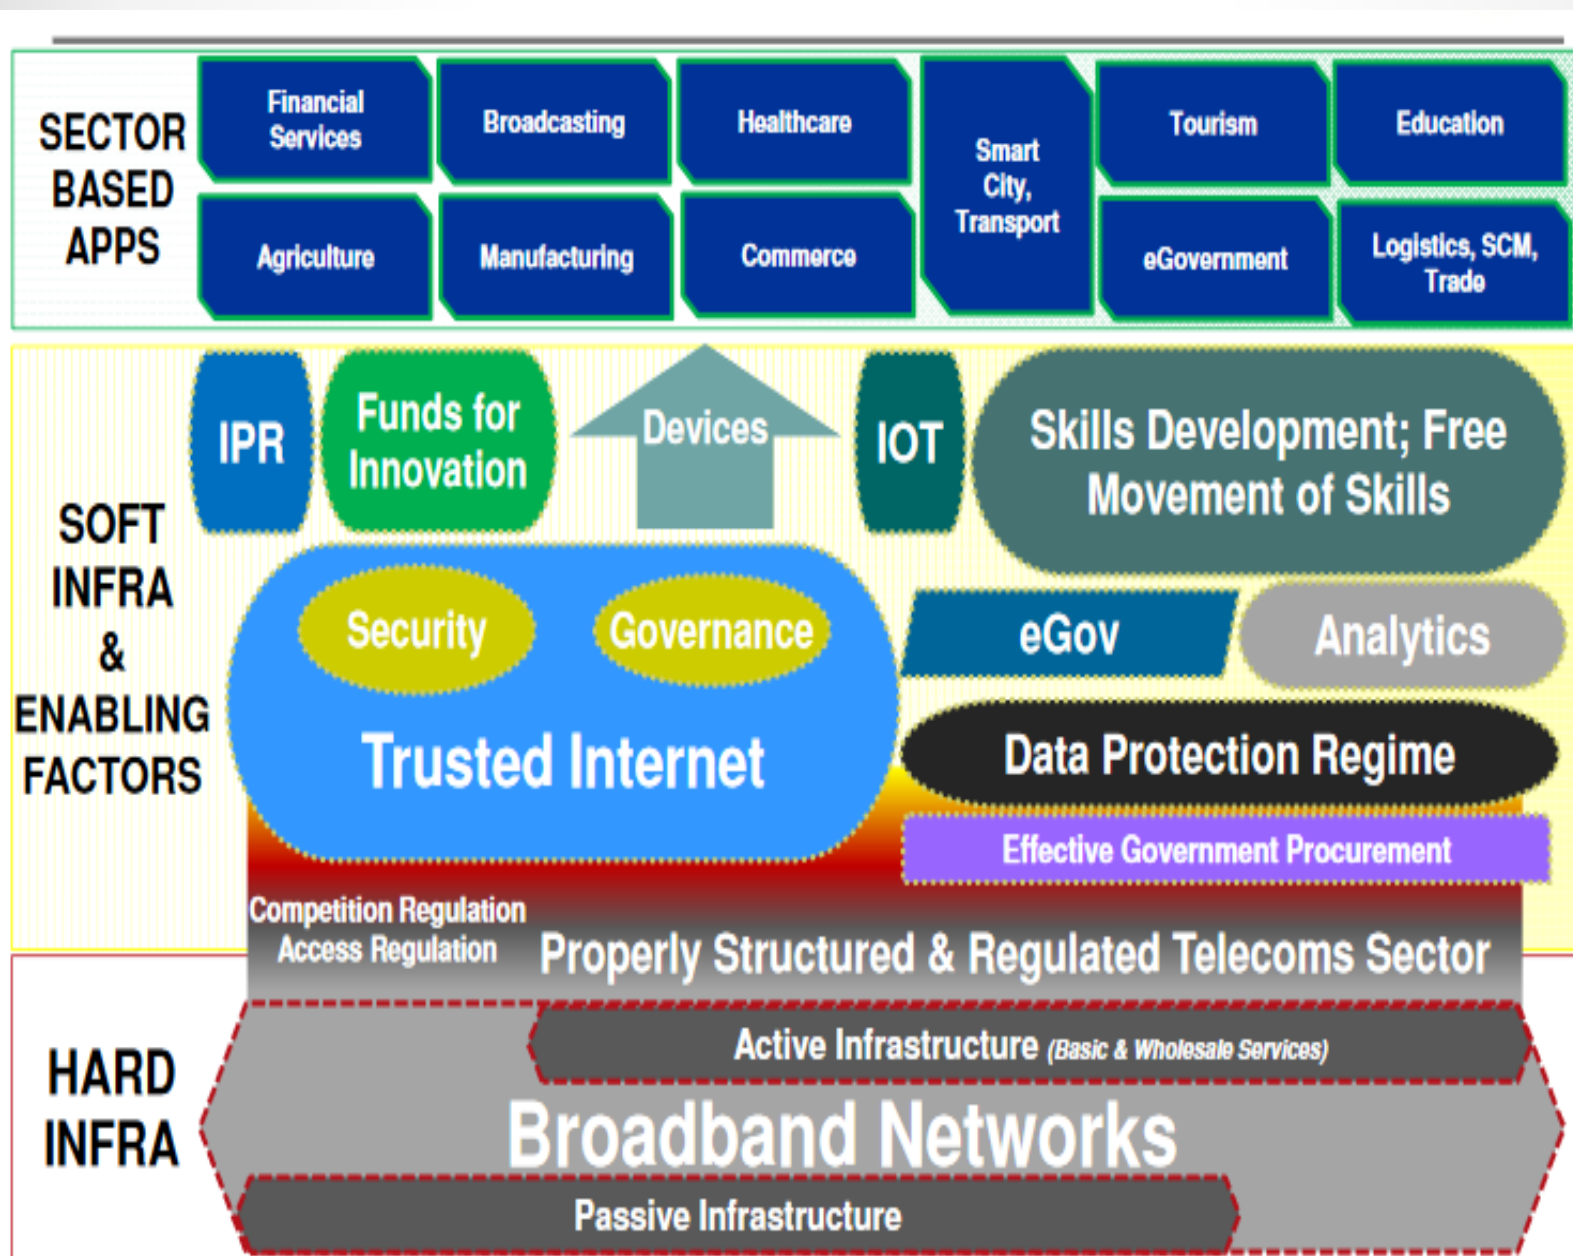 SECTOR
BASED
APPS
Financial
Services
Broadcasting
Healthcare
Smart
City,
Transport
Tourism
Education
Agriculture
Manufacturing
Commerce
eGovernment
Logistics, SCM,
Trade
SOFT
INFRA
&
ENABLING
FACTORS
IPR
Funds for
Innovation
Devices
IOT
Skills Development; Free
Movement of Skills
Security
Governance
Trusted Internet
eGov
Analytics
Data Protection Regime
Effective Government Procurement
Competition Regulation
Access Regulation
Properly Structured & Regulated Telecoms Sector
HARD
INFRA
Active Infrastructure (Basic & Wholesale Services)
Broadband Networks
Passive Infrastructure